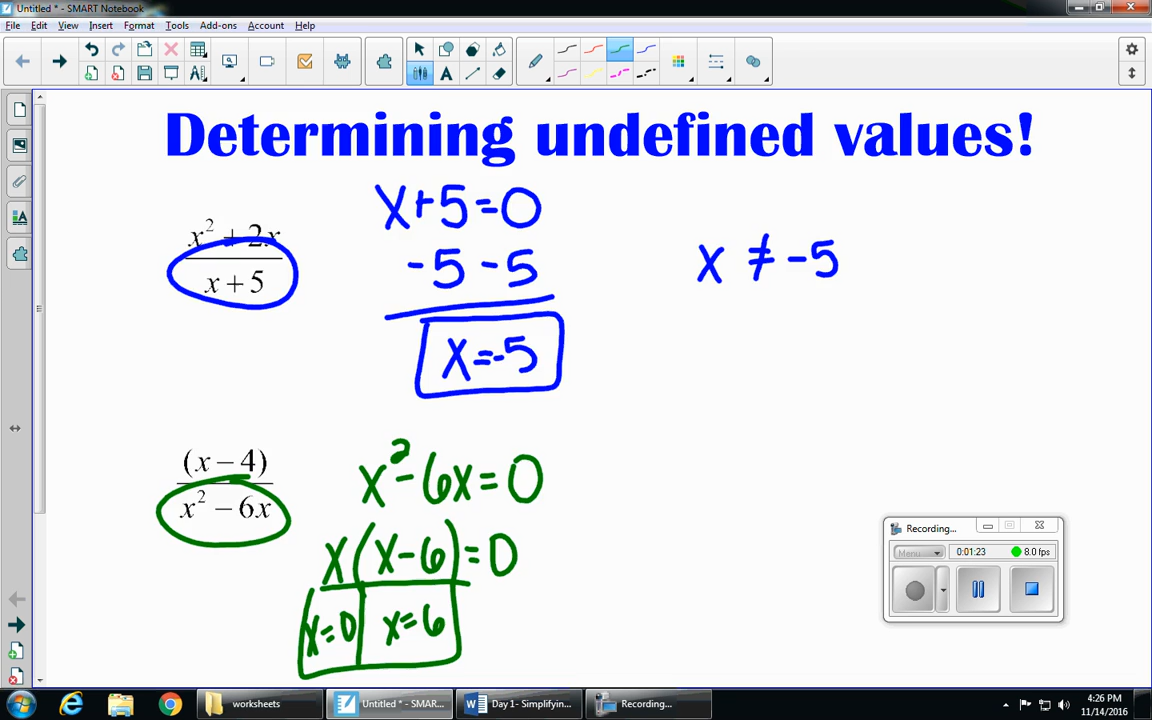 Untitled * - SMART Notebook
File Edit View Insert Format Tools Add-ons Account Help
Determining undefined values!
x² + 2x
x + 5
x+5=0
-5 -5
x=-5
x ≠ -5
(x − 4)
x² − 6x
x²-6x=0
x(x-6)=0
x=0 x=6
Recording...
Menu 0:01:23 8.0 fps
worksheets Untitled * - SMAR... Day 1- Simplifyin... Recording... 4:26 PM
11/14/2016